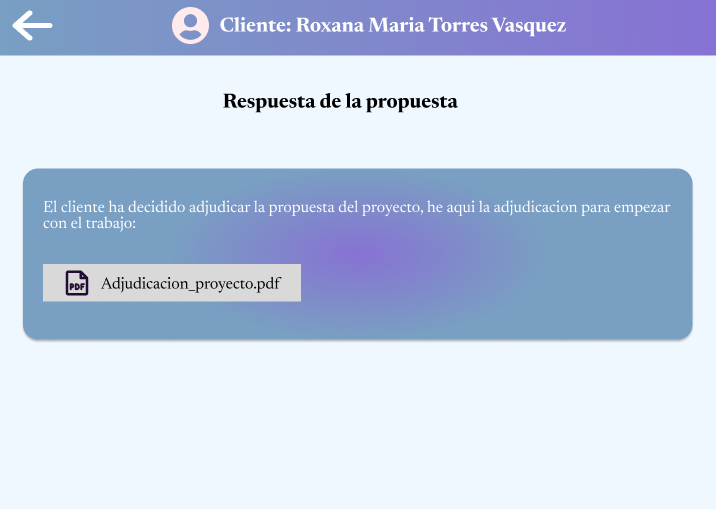 Cliente: Roxana Maria Torres Vasquez
Respuesta de la propuesta
El cliente ha decidido adjudicar la propuesta del proyecto, he aqui la adjudicacion para empezar
con el trabajo:
PDF Adjudicacion_proyecto.pdf